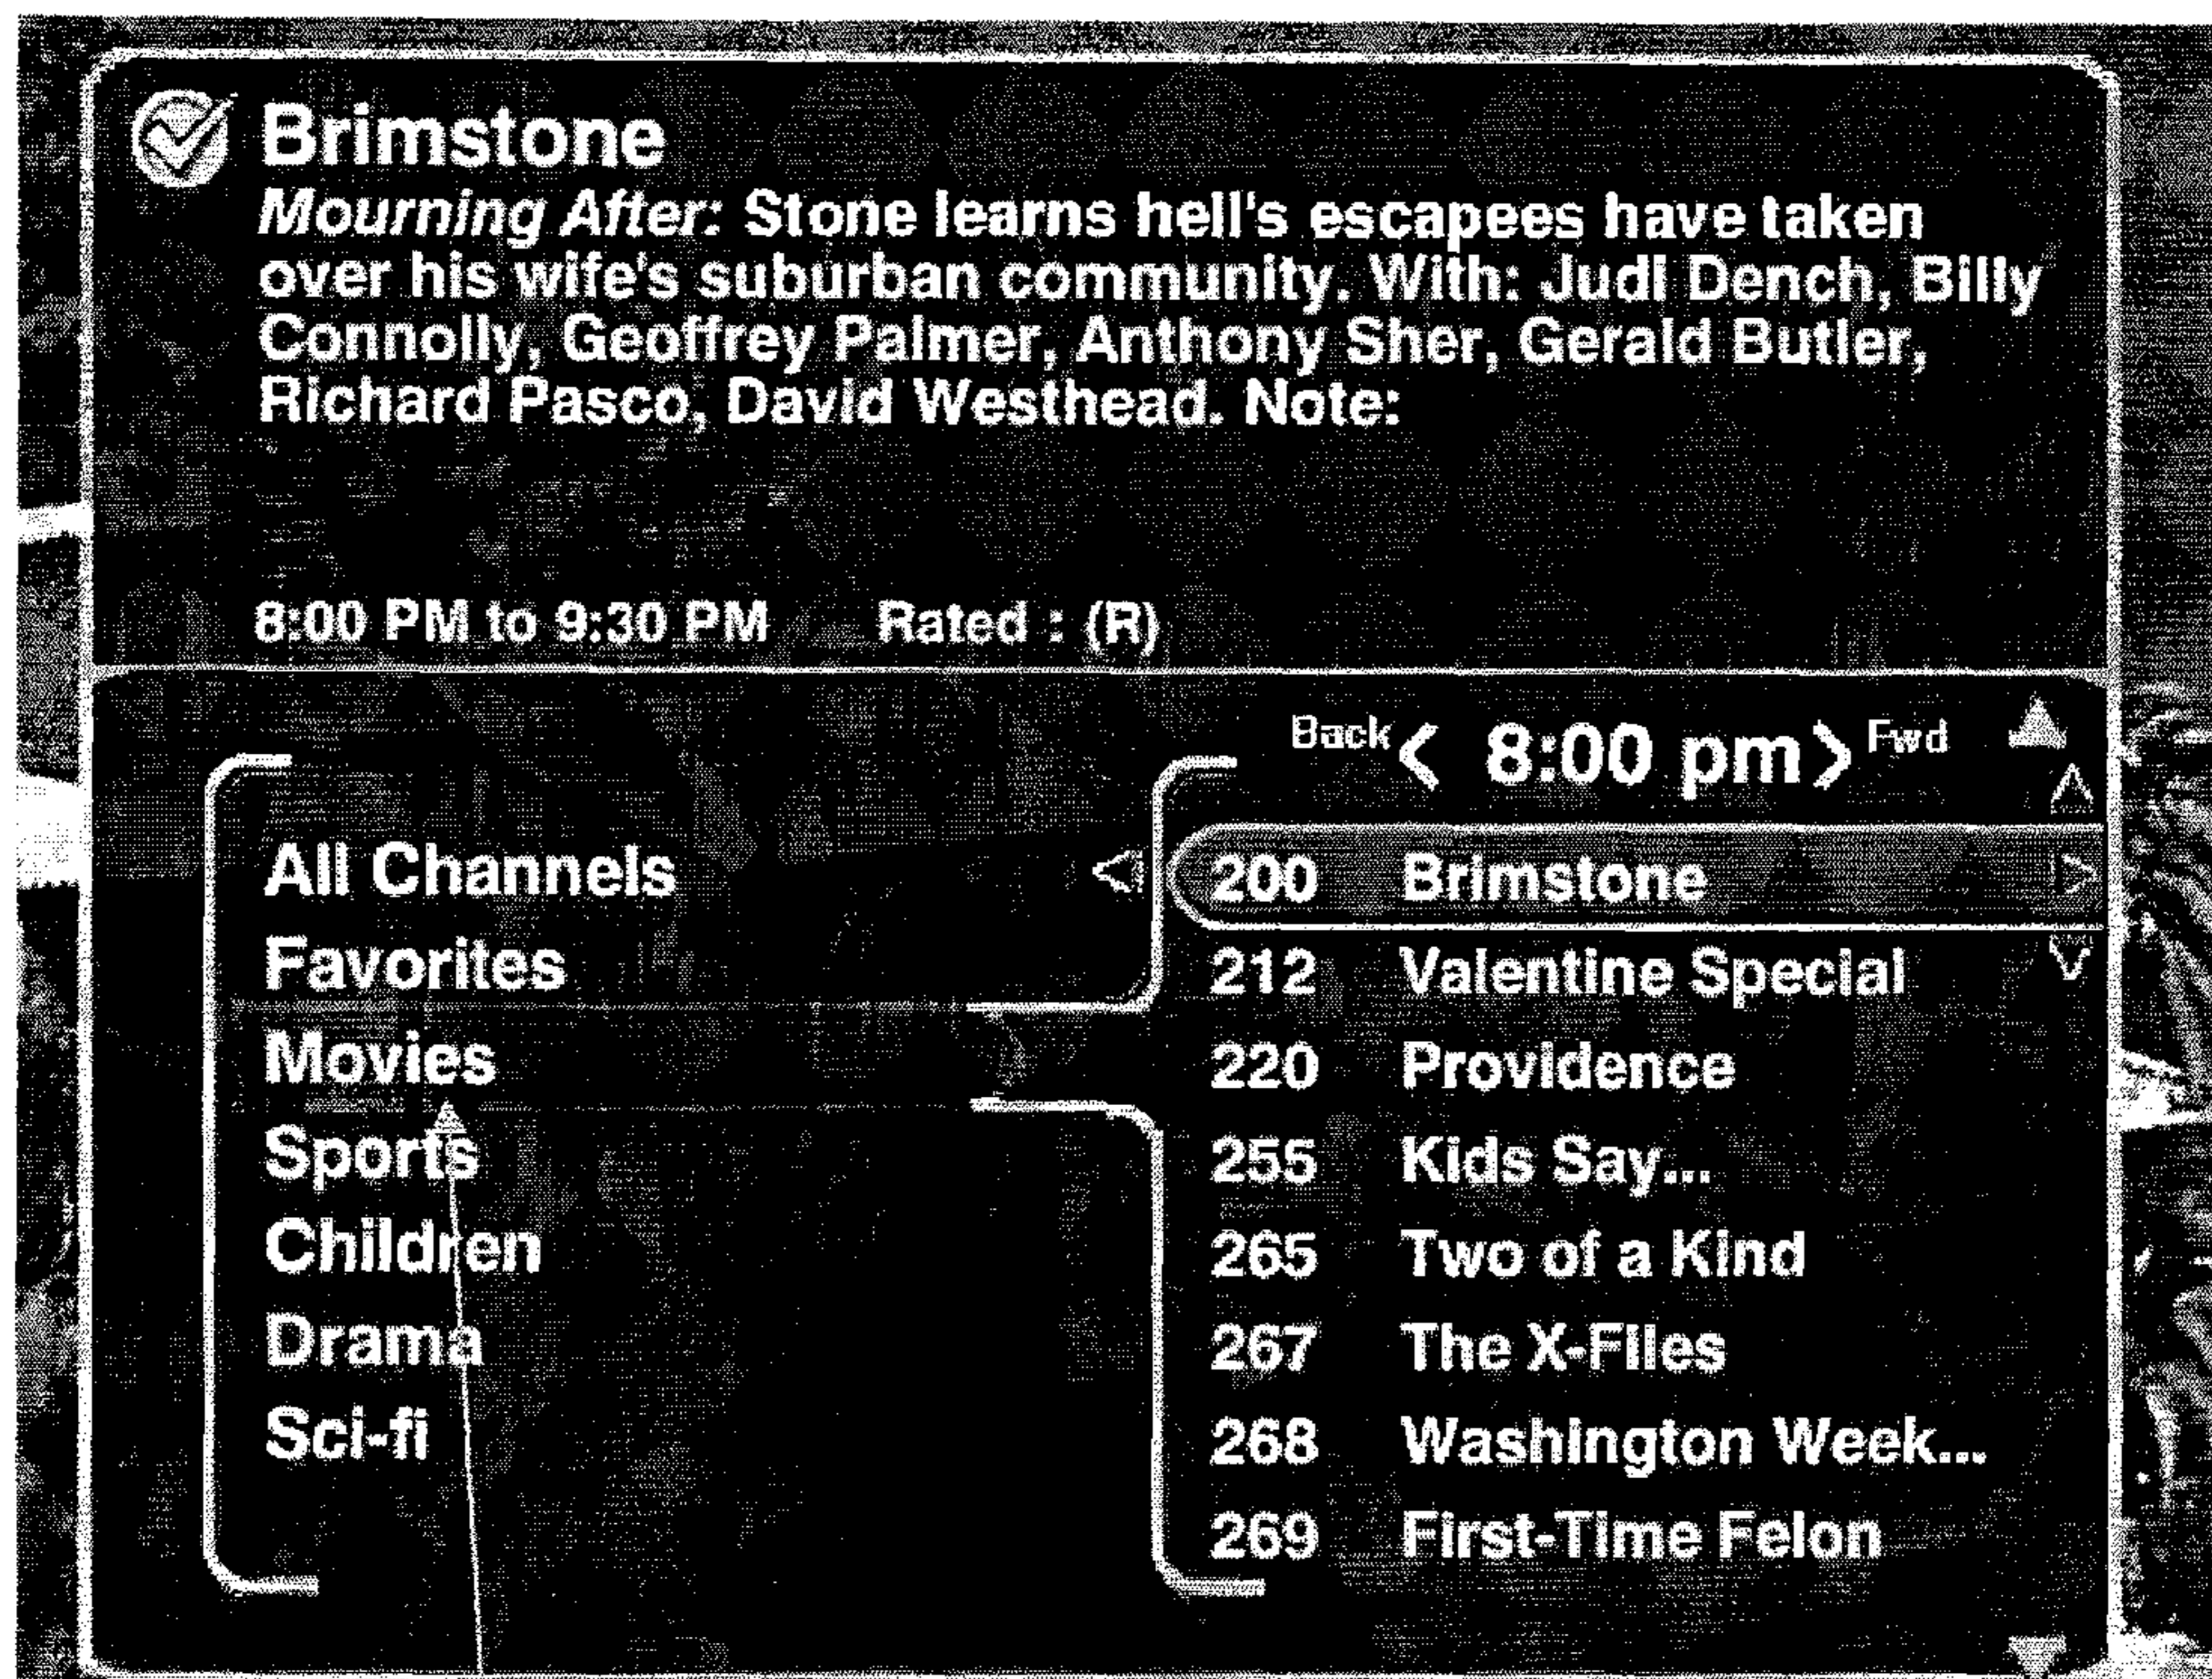 Brimstone
Mourning After: Stone learns hell's escapees have taken
over his wife's suburban community. With: Judi Dench, Billy
Connolly, Geoffrey Palmer, Anthony Sher, Gerald Butler,
Richard Pasco, David Westhead. Note:
8:00 PM to 9:30 PM Rated : (R)
Back < 8:00 pm > Fwd
All Channels
Favorites
Movies
Sports
Children
Drama
Sci-fi
200 Brimstone
212 Valentine Special
220 Providence
255 Kids Say...
265 Two of a Kind
267 The X-Files
268 Washington Week...
269 First-Time Felon